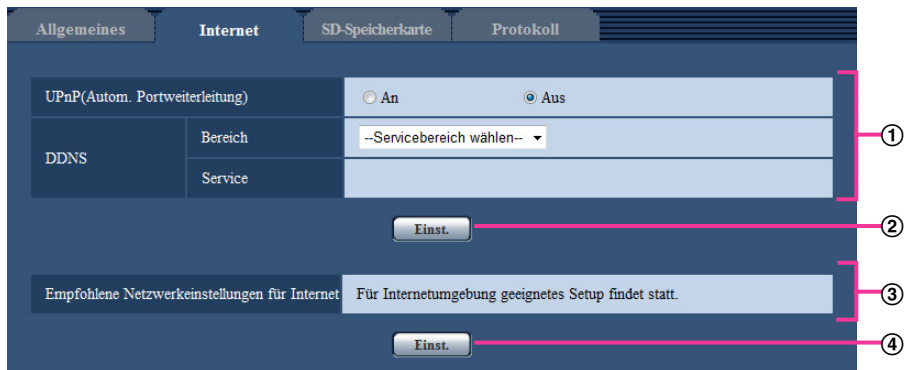 Allgemeines Internet SD-Speicherkarte Protokoll
UPnP(Autom. Portweiterleitung) An Aus
DDNS Bereich --Servicebereich wählen--
Service
①
Einst. ②
Empfohlene Netzwerkeinstellungen für Internet Für Internetumgebung geeignetes Setup findet statt. ③
Einst. ④